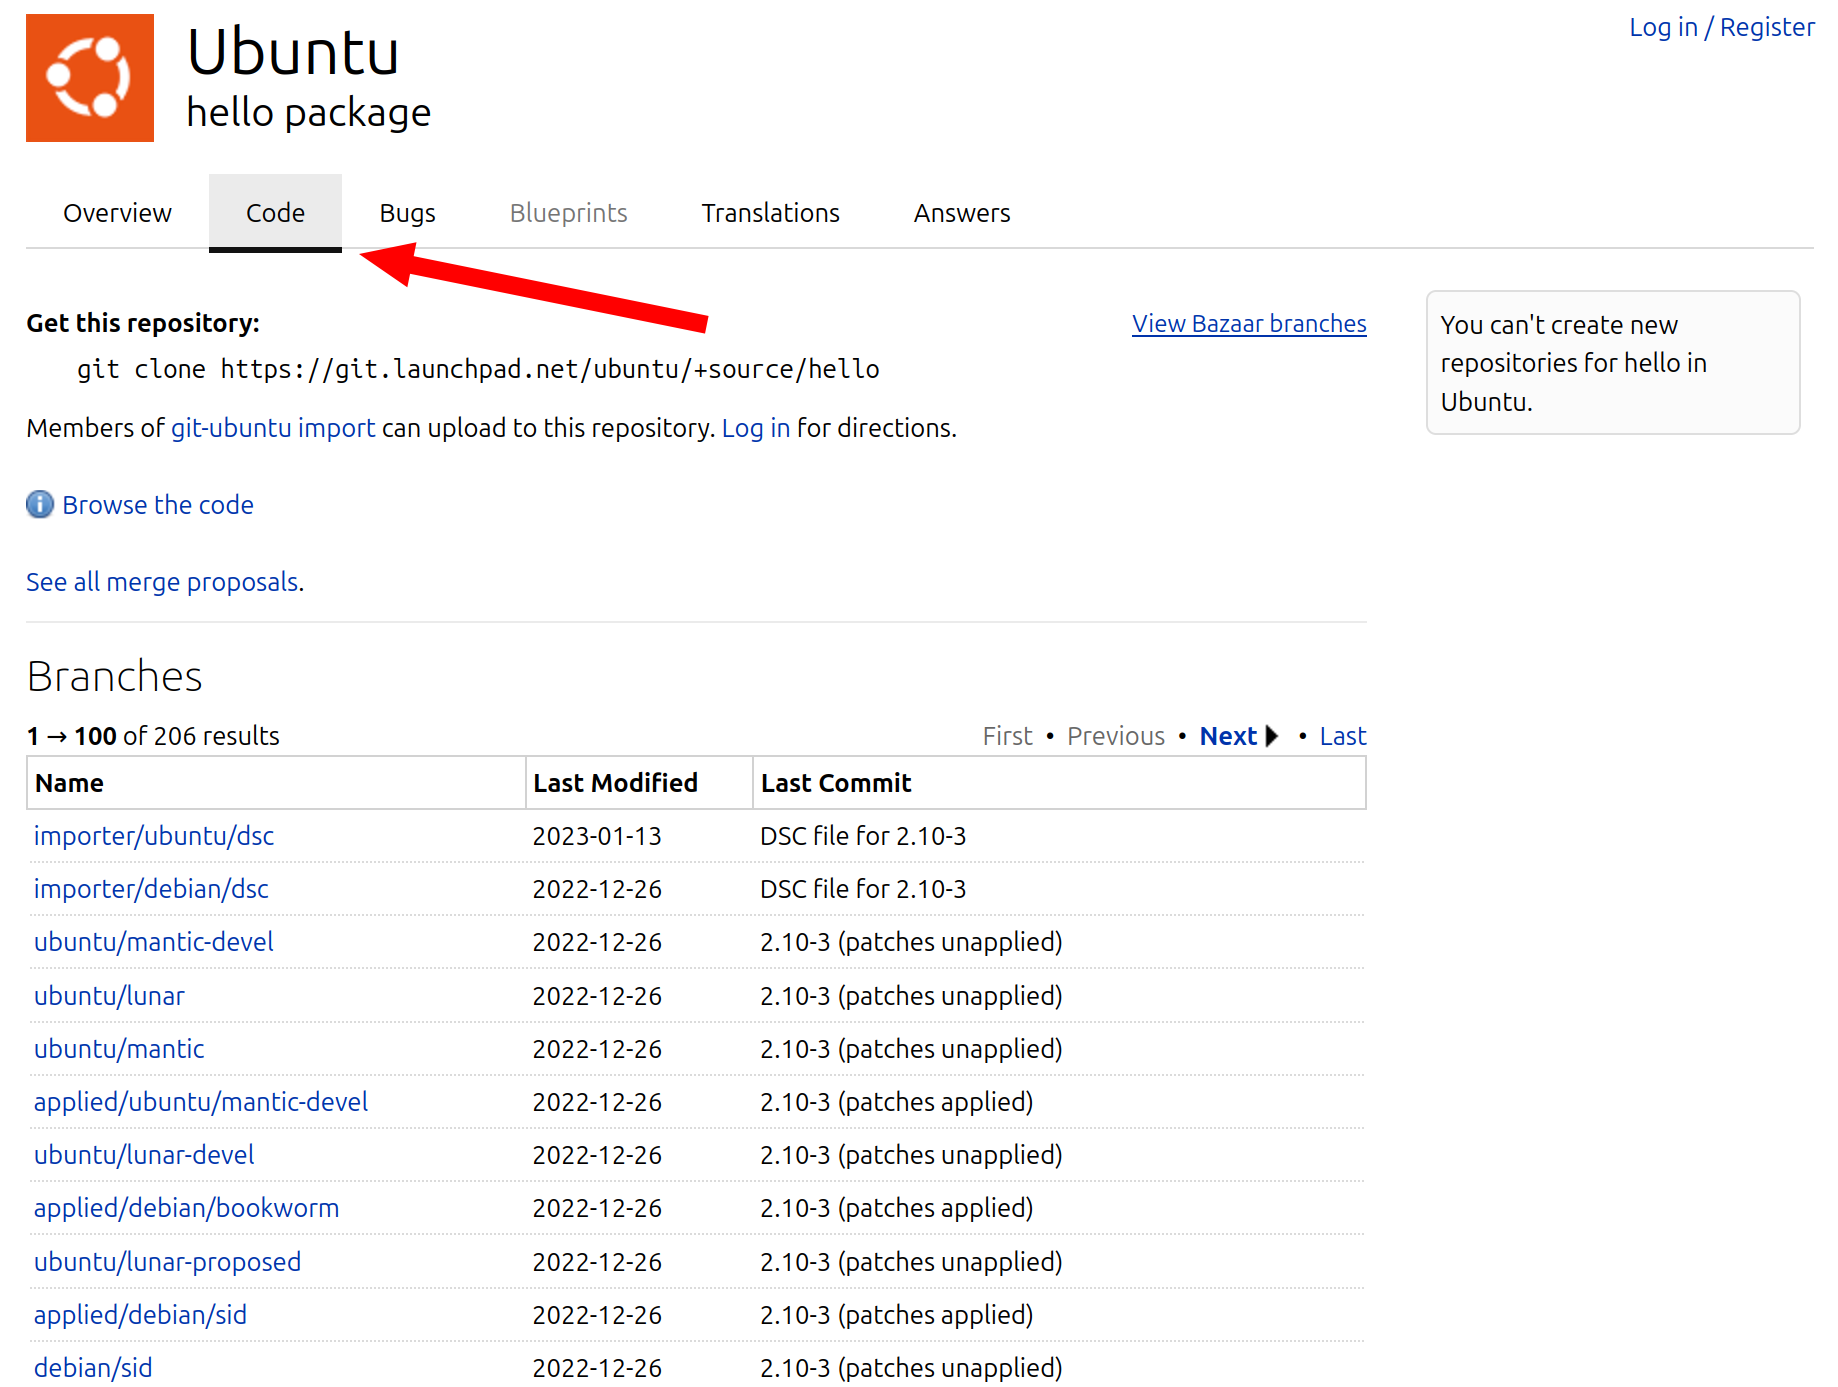 Ubuntu
hello package
Log in / Register
Overview Code Bugs Blueprints Translations Answers
Get this repository:
View Bazaar branches
git clone https://git.launchpad.net/ubuntu/+source/hello
Members of git-ubuntu import can upload to this repository. Log in for directions.
Browse the code
See all merge proposals.
You can't create new
repositories for hello in
Ubuntu.
Branches
1 → 100 of 206 results
First • Previous • Next • Last
Name Last Modified Last Commit
importer/ubuntu/dsc 2023-01-13 DSC file for 2.10-3
importer/debian/dsc 2022-12-26 DSC file for 2.10-3
ubuntu/mantic-devel 2022-12-26 2.10-3 (patches unapplied)
ubuntu/lunar 2022-12-26 2.10-3 (patches unapplied)
ubuntu/mantic 2022-12-26 2.10-3 (patches unapplied)
applied/ubuntu/mantic-devel 2022-12-26 2.10-3 (patches applied)
ubuntu/lunar-devel 2022-12-26 2.10-3 (patches unapplied)
applied/debian/bookworm 2022-12-26 2.10-3 (patches applied)
ubuntu/lunar-proposed 2022-12-26 2.10-3 (patches unapplied)
applied/debian/sid 2022-12-26 2.10-3 (patches applied)
debian/sid 2022-12-26 2.10-3 (patches unapplied)